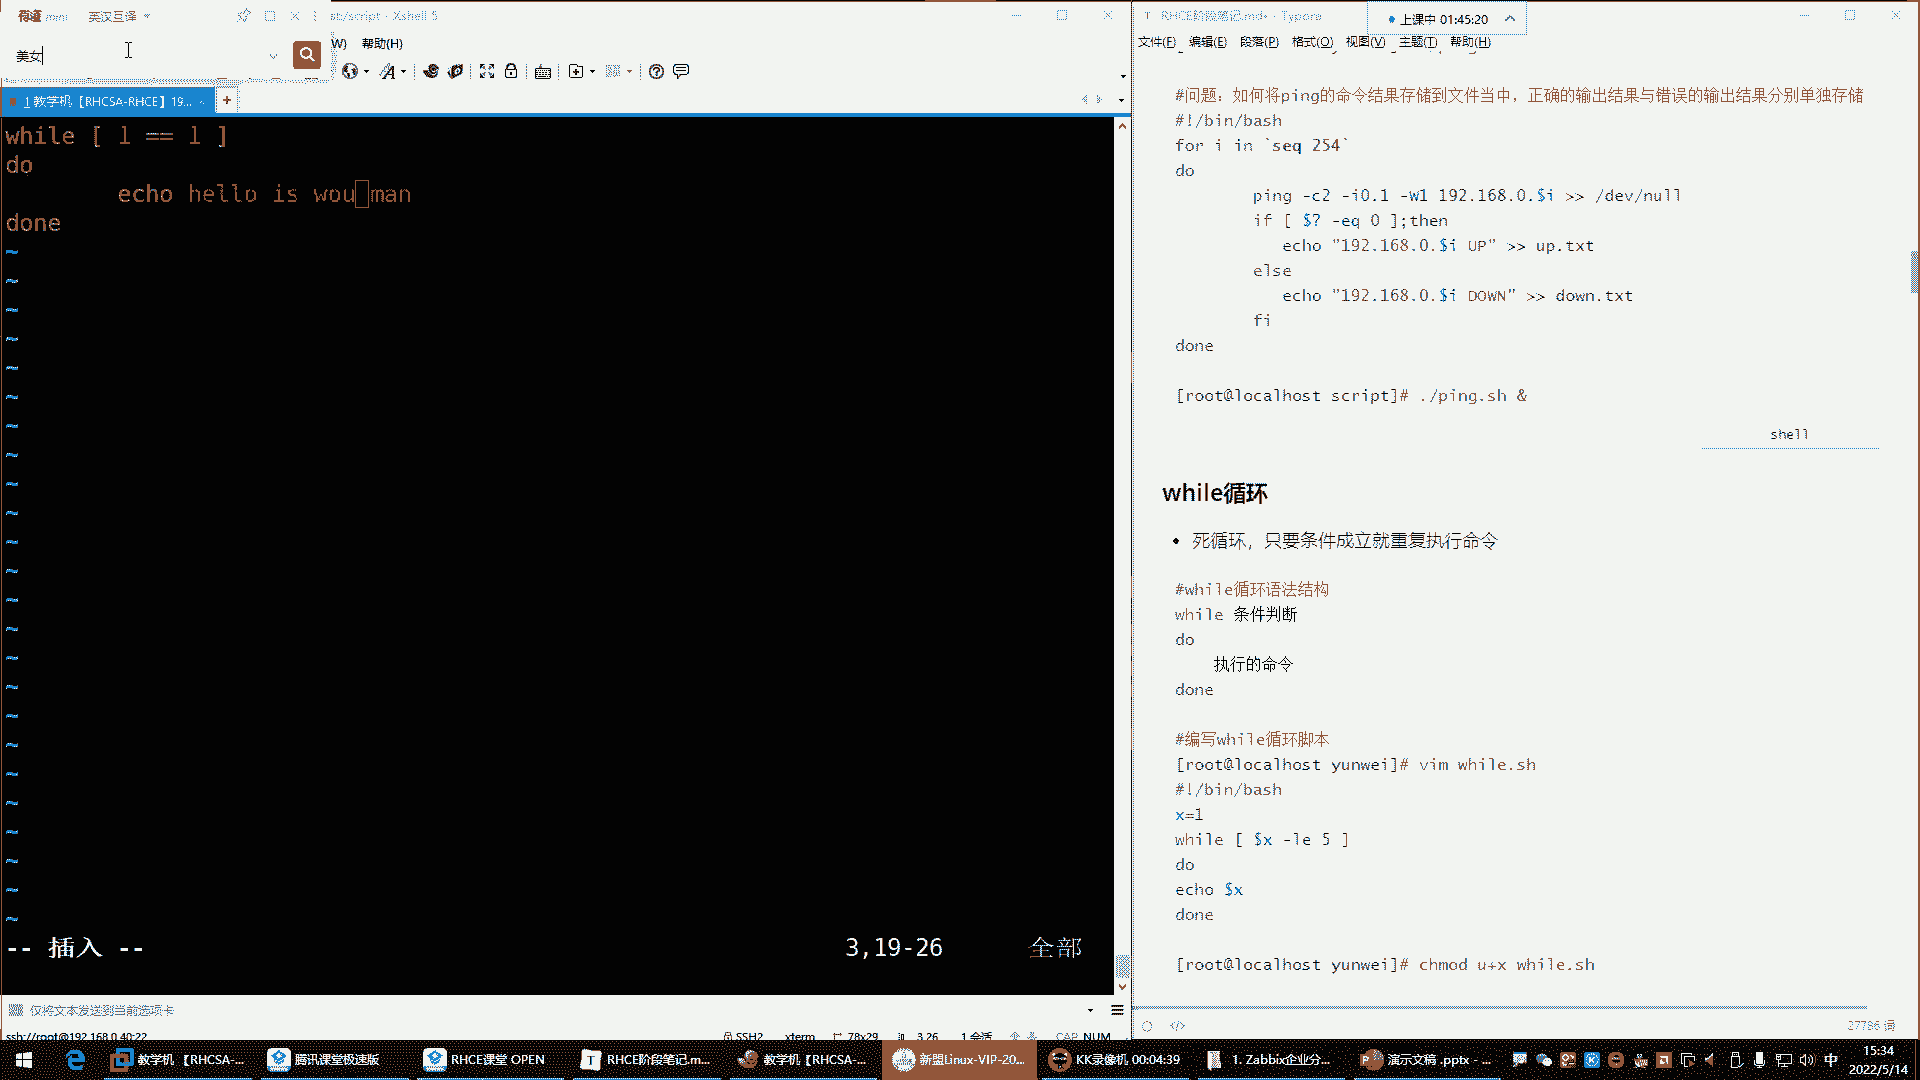 英汉互译
美女
st/script - Xshell 5
W) 帮助(H)
1 教学机【RHCSA-RHCE】19...
while [ 1 == 1 ]
do
echo hello is wou man
done
-- 插入 --
3,19-26
全部
仅将文本发送到当前选项卡
ssh://root@192.168.0.40:22
SSH2
xterm
78x29
3,26
1 会话
CAP NUM
RHCE阶段笔记.md• - Typora
上课中 01:45:20
文件(F) 编辑(E) 段落(P) 格式(O) 视图(V) 主题(T) 帮助(H)
#问题：如何将ping的命令结果存储到文件当中，正确的输出结果与错误的输出结果分别单独存储
#!/bin/bash
for i in `seq 254`
do
ping -c2 -i0.1 -W1 192.168.0.$i >> /dev/null
if [ $? -eq 0 ];then
echo "192.168.0.$i UP" >> up.txt
else
echo "192.168.0.$i DOWN" >> down.txt
fi
done
[root@localhost script]# ./ping.sh &
shell
while循环
• 死循环，只要条件成立就重复执行命令
#while循环语法结构
while 条件判断
do
执行的命令
done
#编写while循环脚本
[root@localhost yunwei]# vim while.sh
#!/bin/bash
x=1
while [ $x -le 5 ]
do
echo $x
done
[root@localhost yunwei]# chmod u+x while.sh
27786 词
教学机 【RHCSA-...
腾讯课堂极速版
RHCE课堂 OPEN
RHCE阶段笔记.m...
教学机【RHCSA-...
新盟Linux-VIP-20...
KK录像机 00:04:39
1. Zabbix企业分...
演示文稿 .pptx - ...
中
15:34
2022/5/14